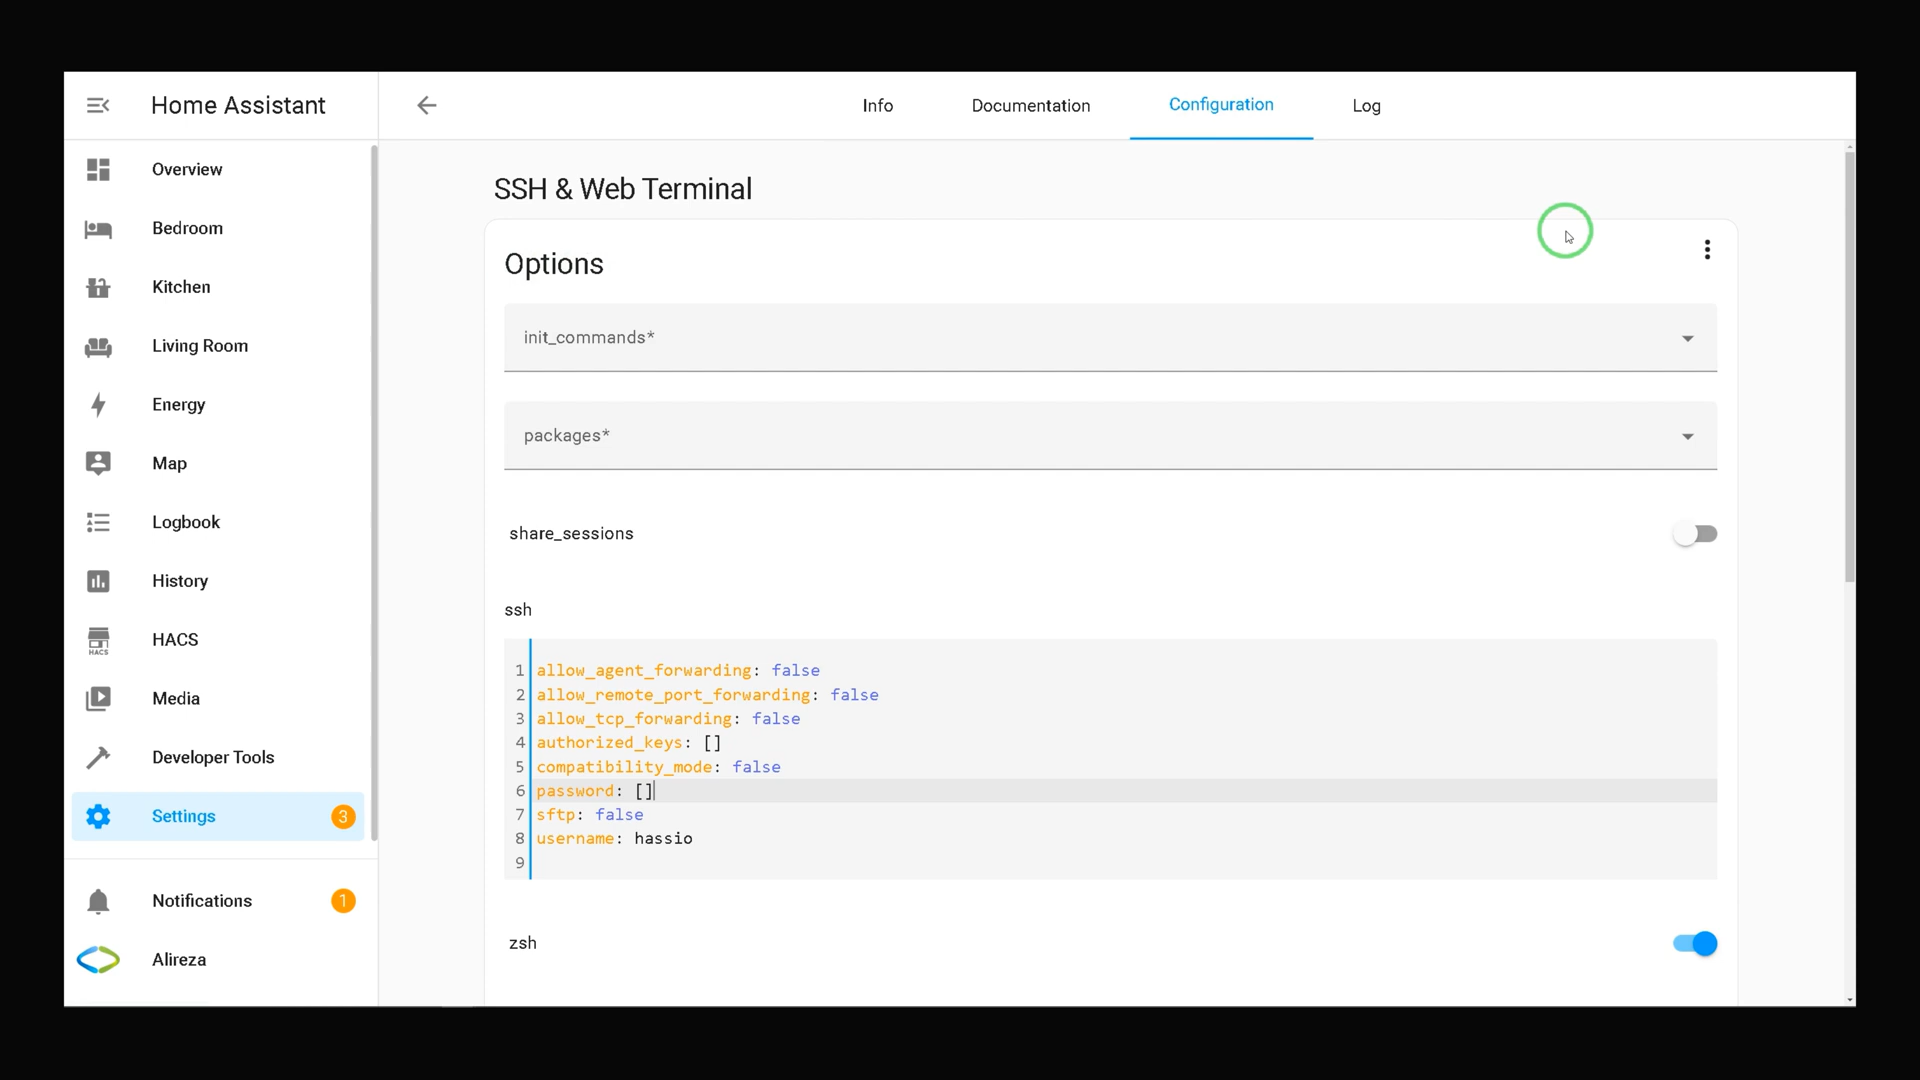 Home Assistant
Info
Documentation
Configuration
Log
Overview
Bedroom
Kitchen
Living Room
Energy
Map
Logbook
History
HACS
HACS
Media
Developer Tools
Settings
3
Notifications
1
Alireza
SSH & Web Terminal
Options
init_commands*
packages*
share_sessions
ssh
1 allow_agent_forwarding: false
2 allow_remote_port_forwarding: false
3 allow_tcp_forwarding: false
4 authorized_keys: []
5 compatibility_mode: false
6 password: []
7 sftp: false
8 username: hassio
9
zsh